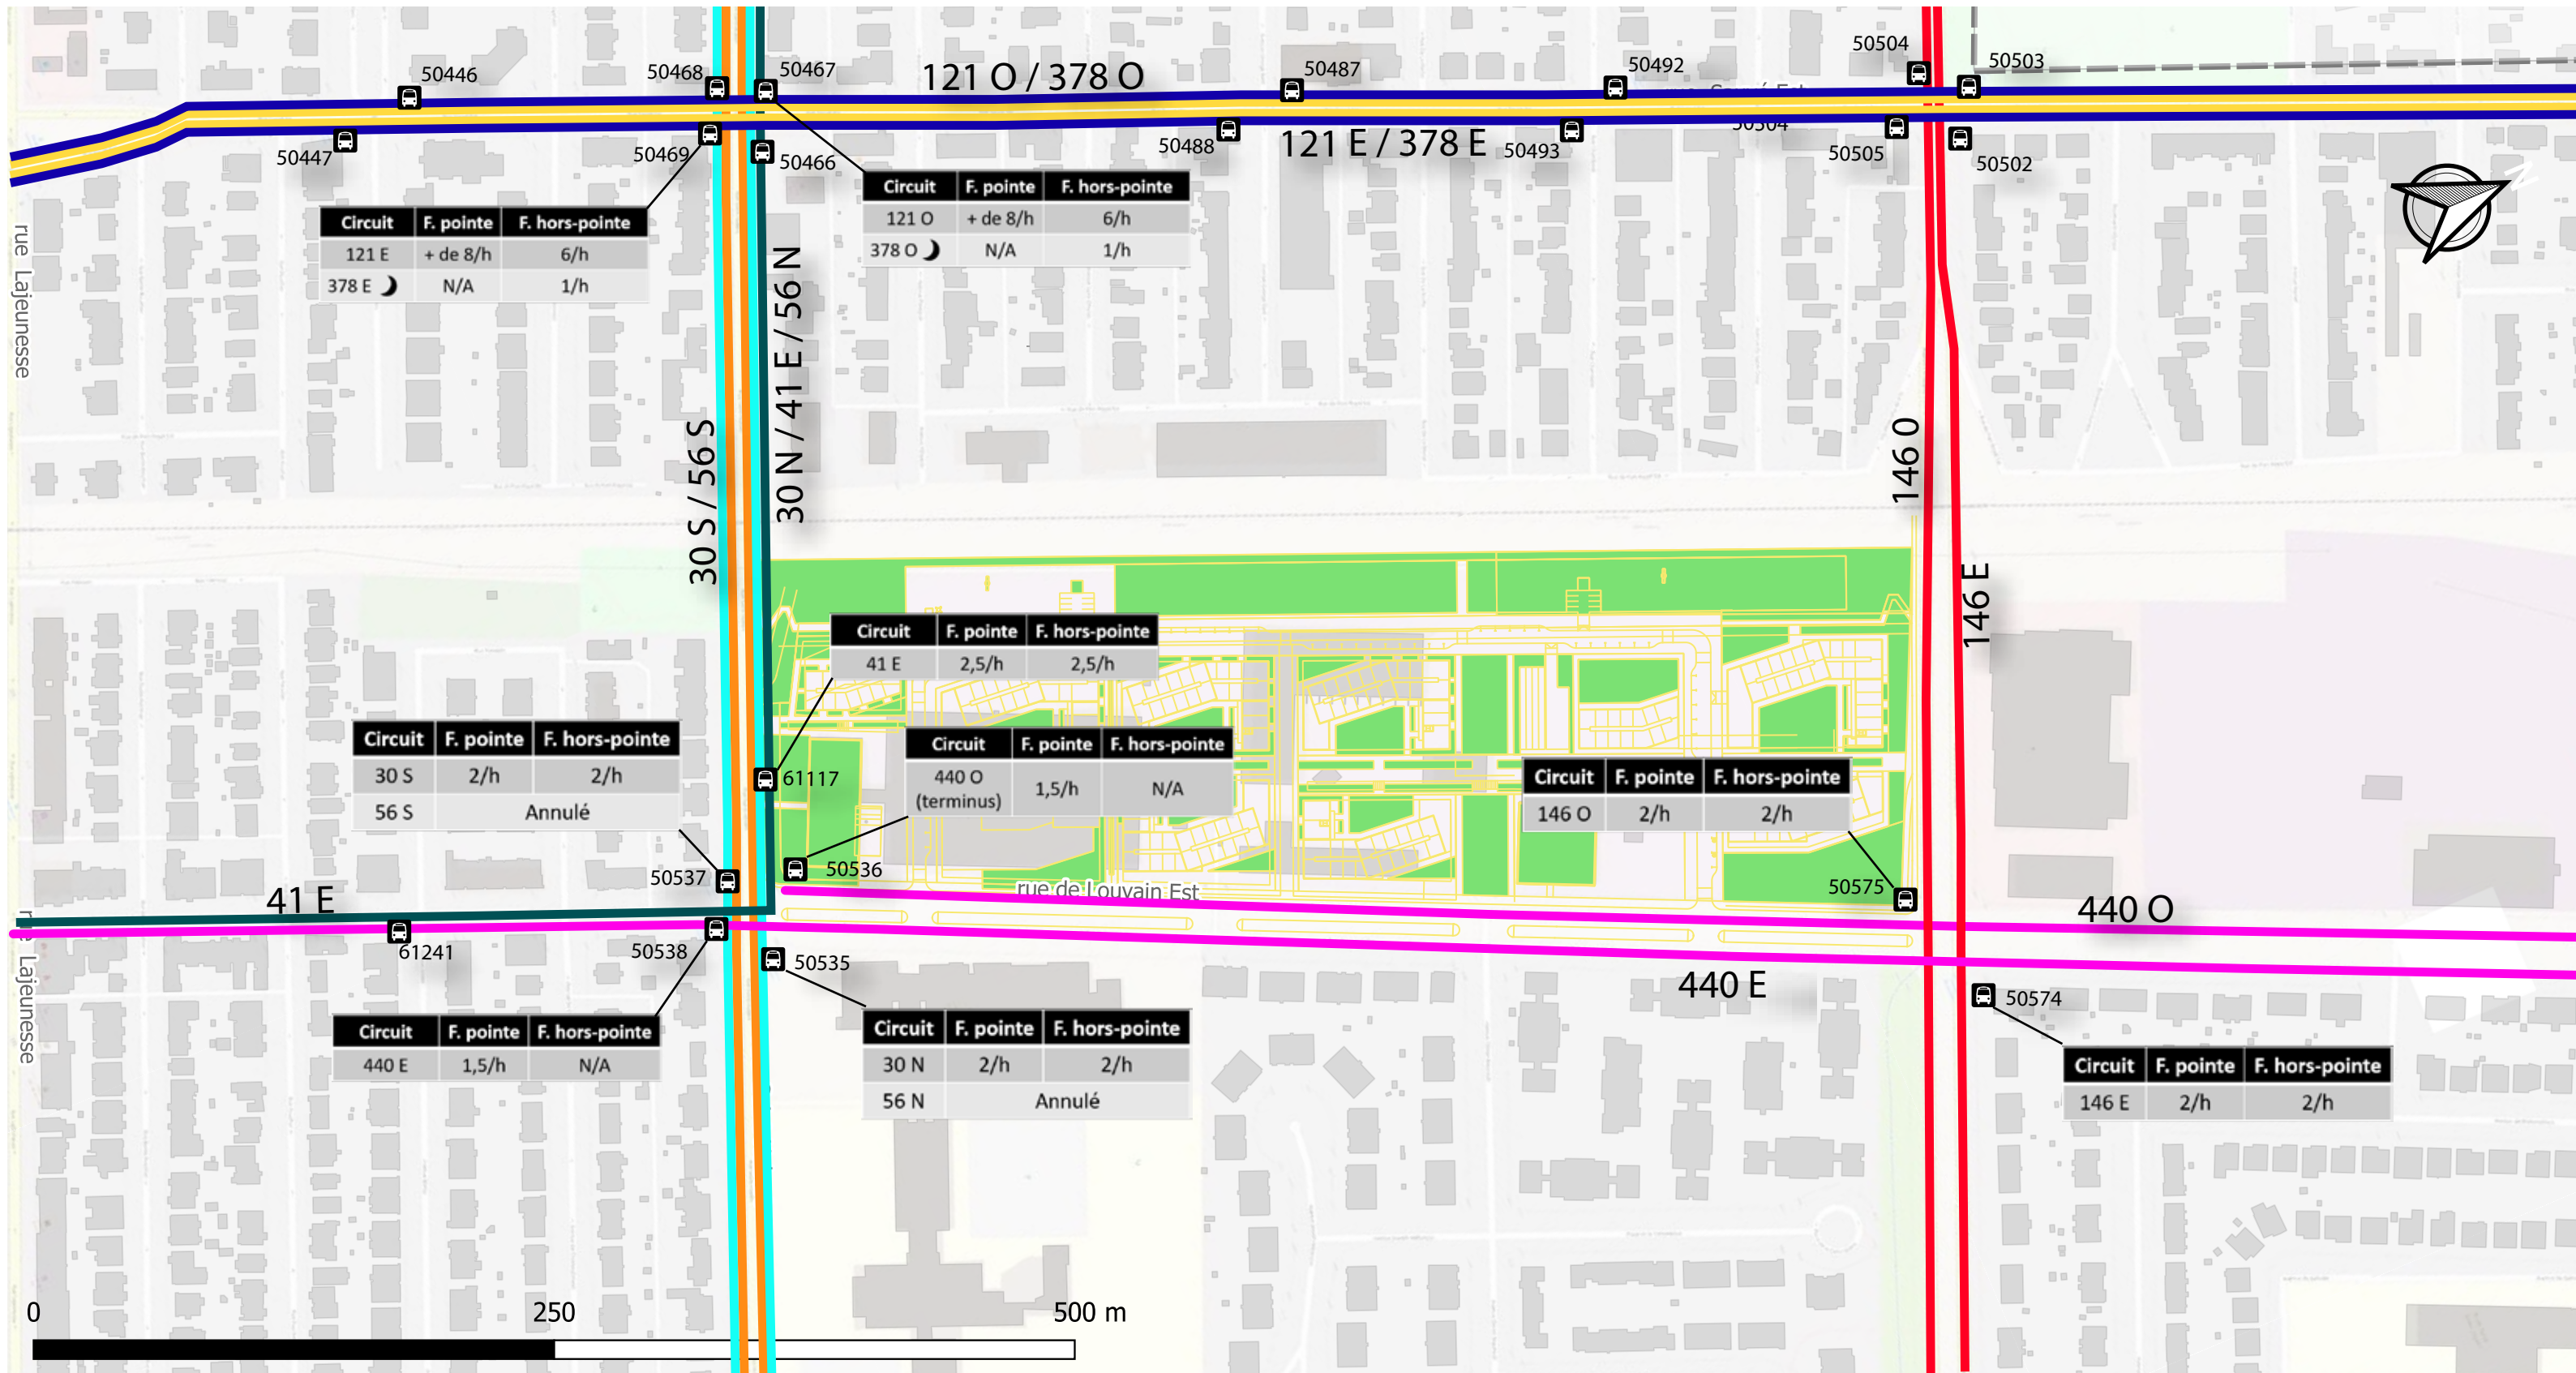 50504
50503
50446
50468
50467
121 O / 378 O
50487
50492
50447
50469
50466
50488
121 E / 378 E
50493
50504
50505
50502
N
Circuit F. pointe F. hors-pointe
121 O + de 8/h 6/h
378 O N/A 1/h
Circuit F. pointe F. hors-pointe
121 E + de 8/h 6/h
378 E N/A 1/h
rue Lajeunesse
30 S / 56 S
30 N / 41 E / 56 N
146 O
146 E
Circuit F. pointe F. hors-pointe
41 E 2,5/h 2,5/h
Circuit F. pointe F. hors-pointe
30 S 2/h 2/h
56 S Annulé
61117
Circuit F. pointe F. hors-pointe
440 O
(terminus) 1,5/h N/A
Circuit F. pointe F. hors-pointe
146 O 2/h 2/h
50537
50536
rue de Louvain Est
50575
41 E
440 O
61241
50538
50535
440 E
50574
rue Lajeunesse
Circuit F. pointe F. hors-pointe
440 E 1,5/h N/A
Circuit F. pointe F. hors-pointe
30 N 2/h 2/h
56 N Annulé
Circuit F. pointe F. hors-pointe
146 E 2/h 2/h
0 250 500 m